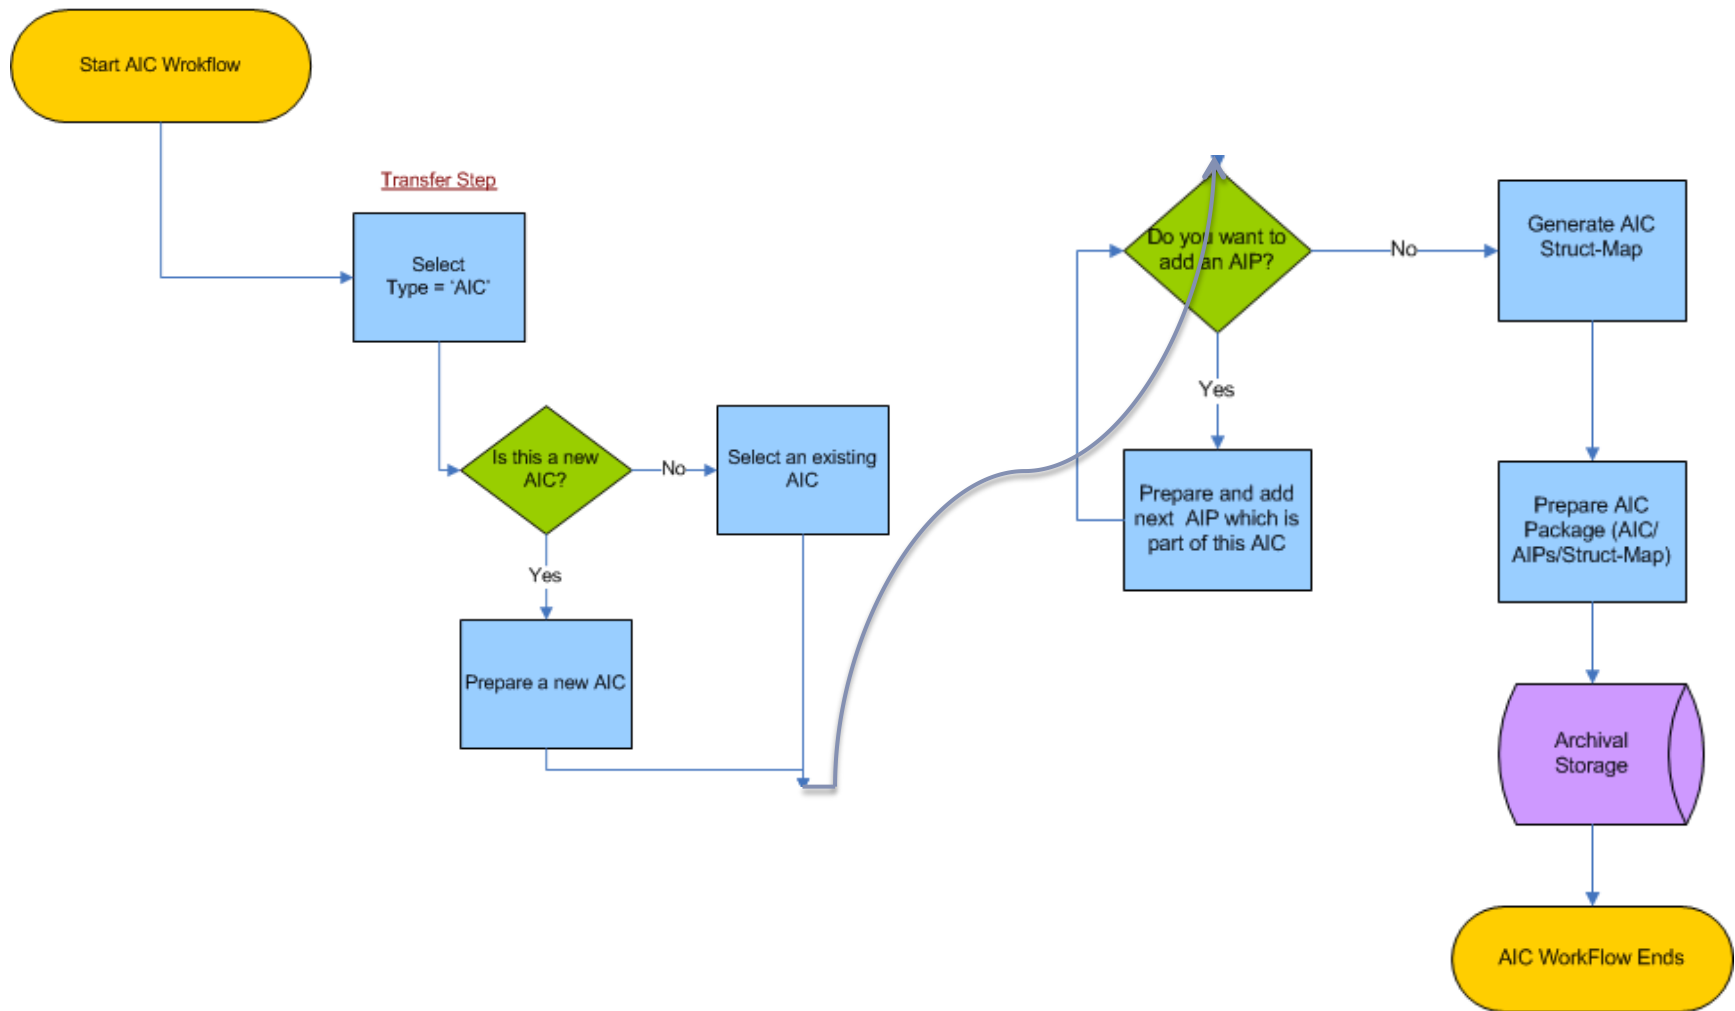 Start AIC Wrokflow
Transfer Step
Select
Type = ‘AIC’
Is this a new
AIC?
No
Select an existing
AIC
Yes
Prepare a new AIC
Do you want to
add an AIP?
No
Yes
Prepare and add
next AIP which is
part of this AIC
Generate AIC
Struct-Map
Prepare AIC
Package (AIC/
AIPs/Struct-Map)
Archival
Storage
AIC WorkFlow Ends